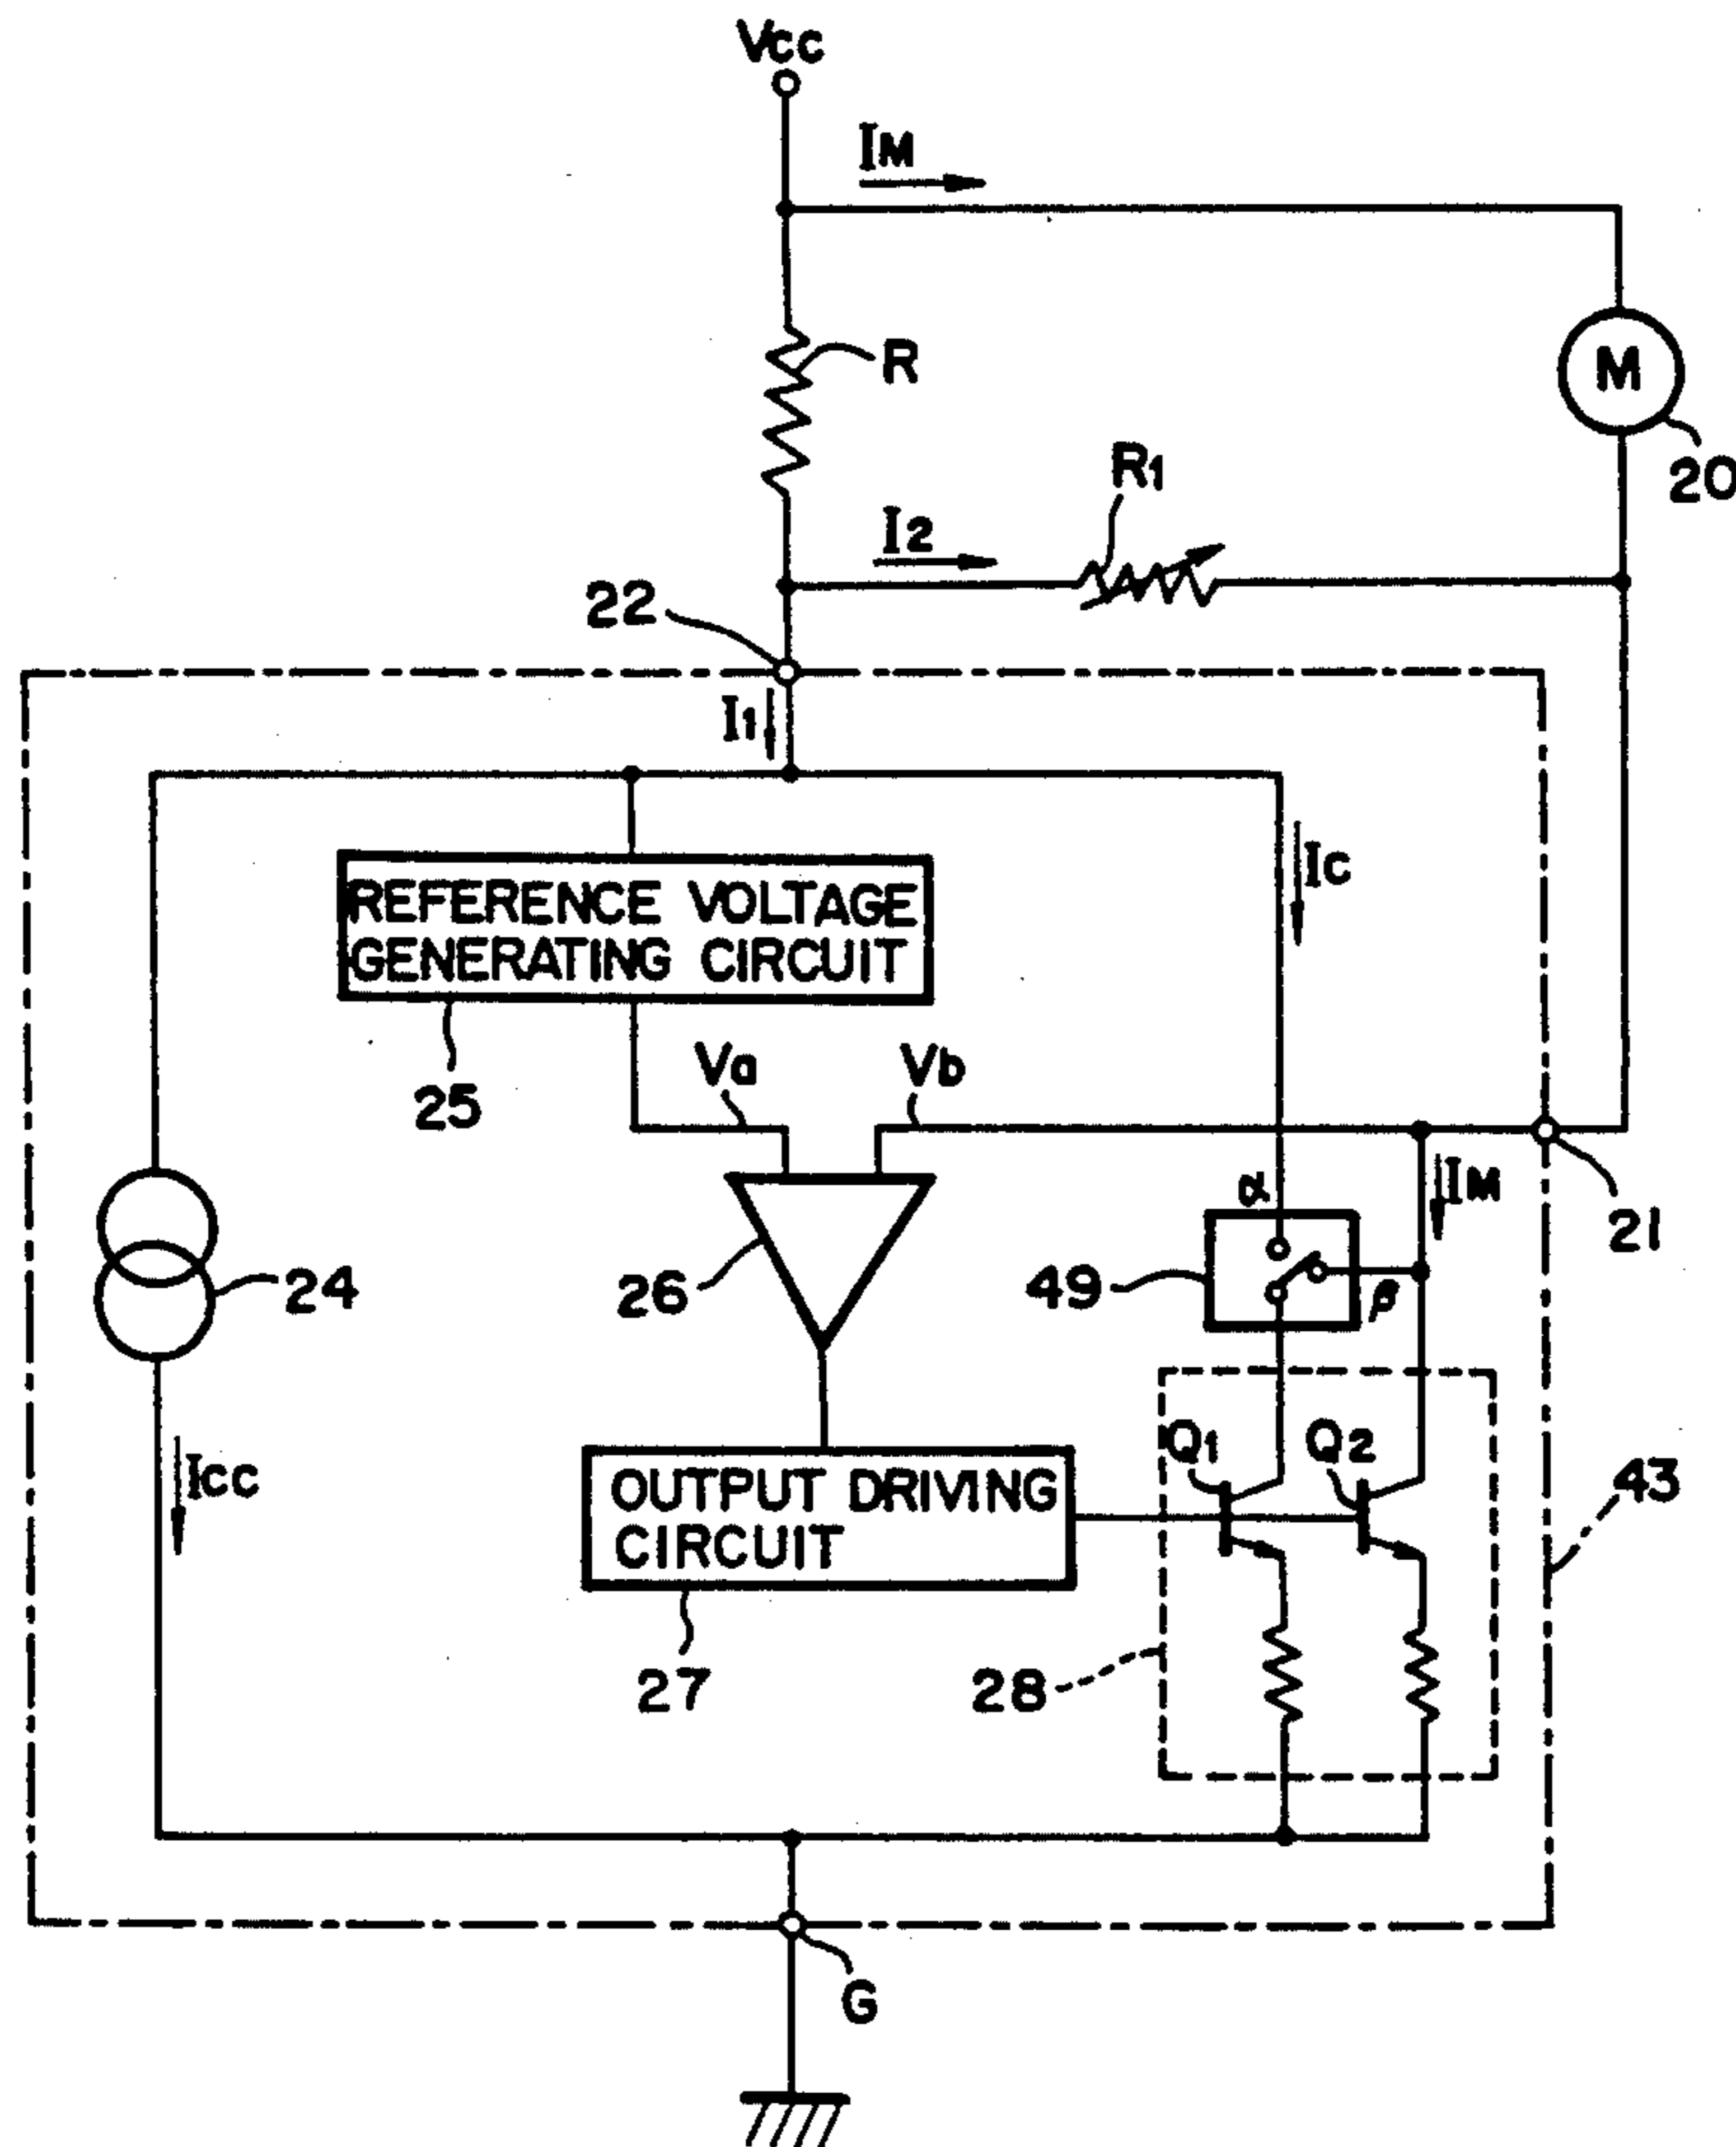 Vcc
IM
R
M
20
R1
I2
22
I1
IC
REFERENCE VOLTAGE
GENERATING CIRCUIT
25
Va
Vb
α
IM
21
26
49
β
24
Q1
Q2
ICC
OUTPUT DRIVING
CIRCUIT
43
27
28
G